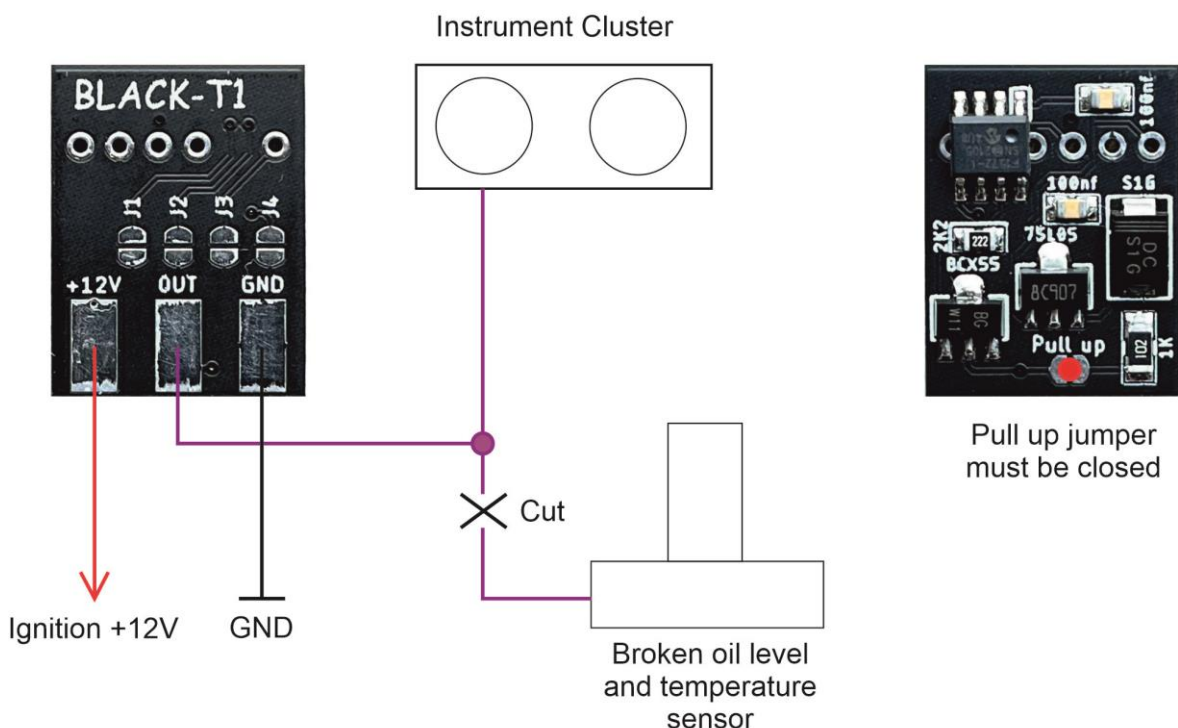 Instrument Cluster
BLACK-T1
J1 J2 J3 J4
+12V OUT GND
Cut
Ignition +12V
GND
Broken oil level
and temperature
sensor
100nf
100nf S1G
2K2 222 75L05
BCX55
DC
S1G
8C907
BG
W11
Pull up
102 1K
Pull up jumper
must be closed